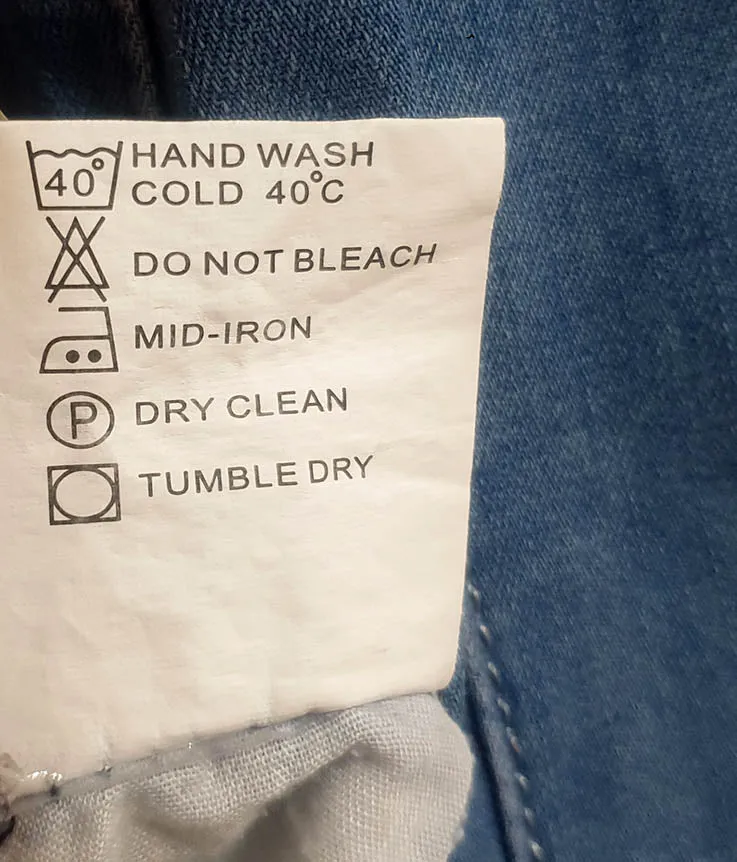 40° HAND WASH
COLD 40°C
DO NOT BLEACH
MID-IRON
P DRY CLEAN
TUMBLE DRY